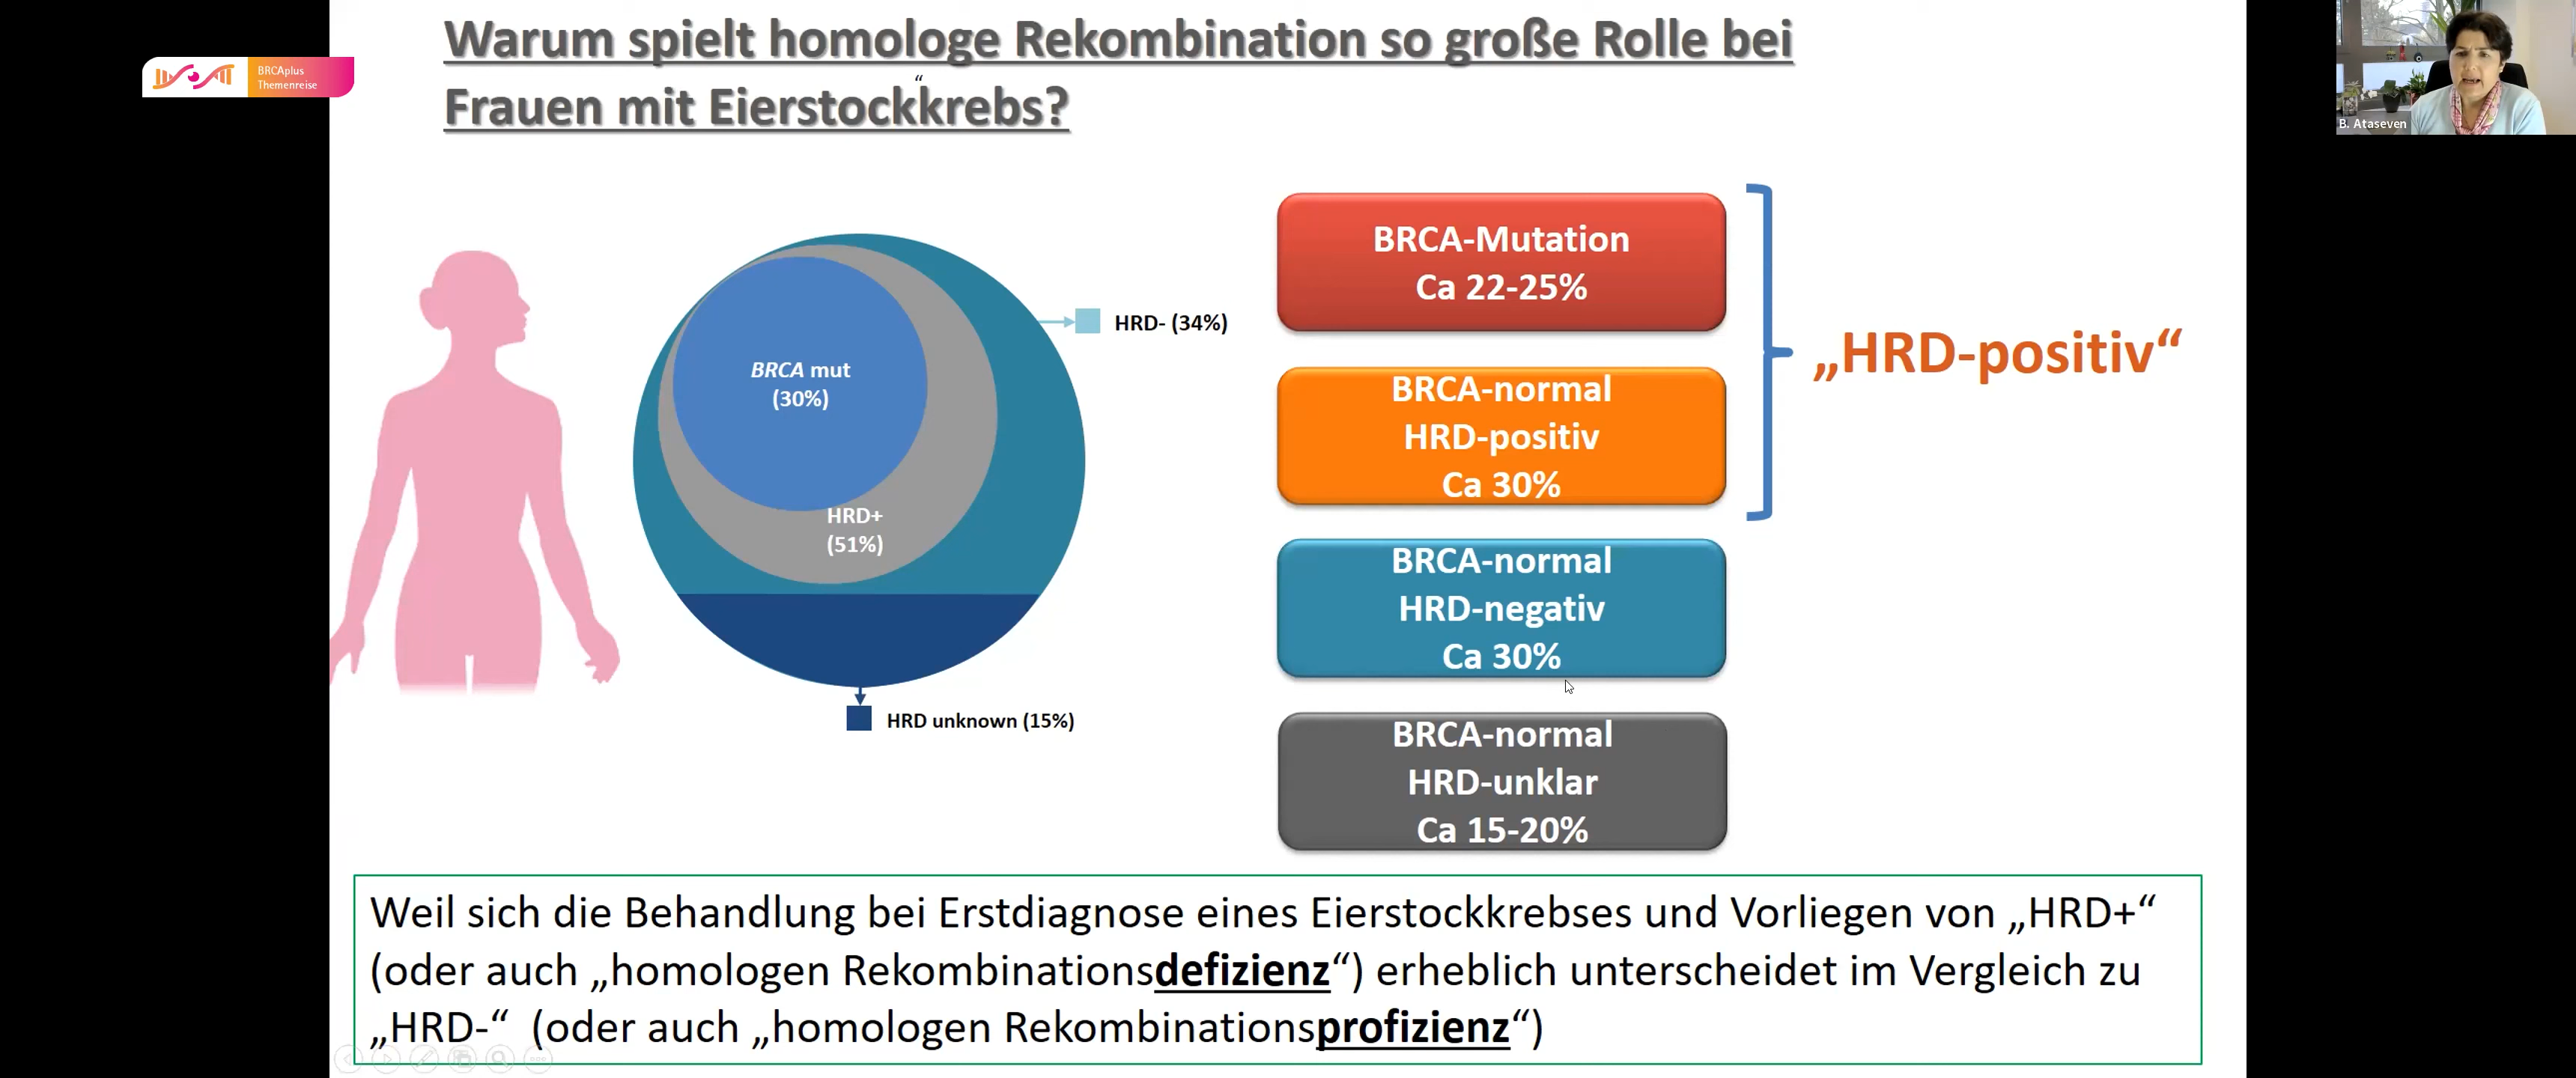 Warum spielt homologe Rekombination so große Rolle bei
“
Frauen mit Eierstockkrebs?
BRCAplus
Themenreise
B. Ataseven
BRCA mut
(30%)
HRD+
(51%)
HRD- (34%)
HRD unknown (15%)
BRCA-Mutation
Ca 22-25%
BRCA-normal
HRD-positiv
Ca 30%
„HRD-positiv“
BRCA-normal
HRD-negativ
Ca 30%
BRCA-normal
HRD-unklar
Ca 15-20%
Weil sich die Behandlung bei Erstdiagnose eines Eierstockkrebses und Vorliegen von „HRD+“
(oder auch „homologen Rekombinationsdefizienz“) erheblich unterscheidet im Vergleich zu
„HRD-“ (oder auch „homologen Rekombinationsprofizienz“)